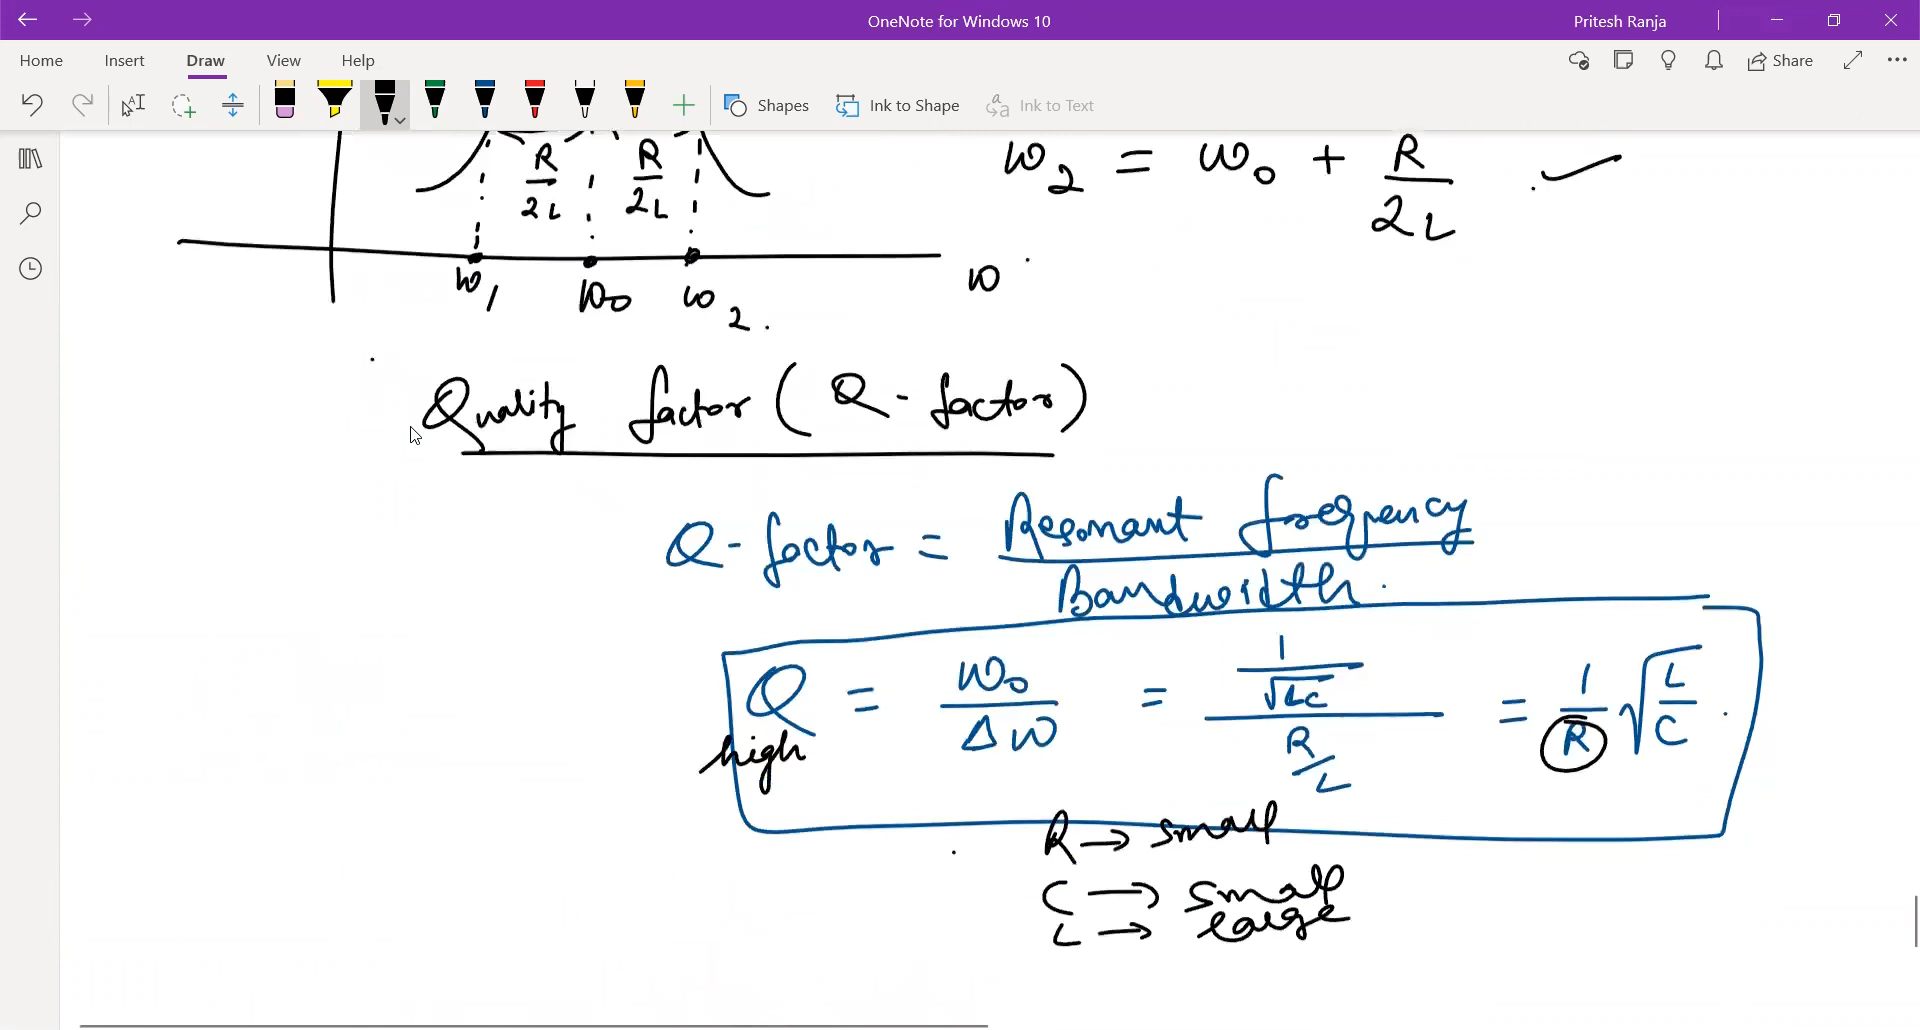 OneNote for Windows 10
Pritesh Ranja
Home Insert Draw View Help
Share
Shapes
Ink to Shape
Ink to Text
R/2L R/2L
ω₂ = ω₀ + R/2L
ω₁ ω₀ ω₂ ω
Quality factor (Q-factor)
Q-factor = Resonant frequency / Bandwidth
Q = ω₀/Δω = (1/√LC)/(R/L) = 1/R √(L/C)
high
R → small
C → small
L → large